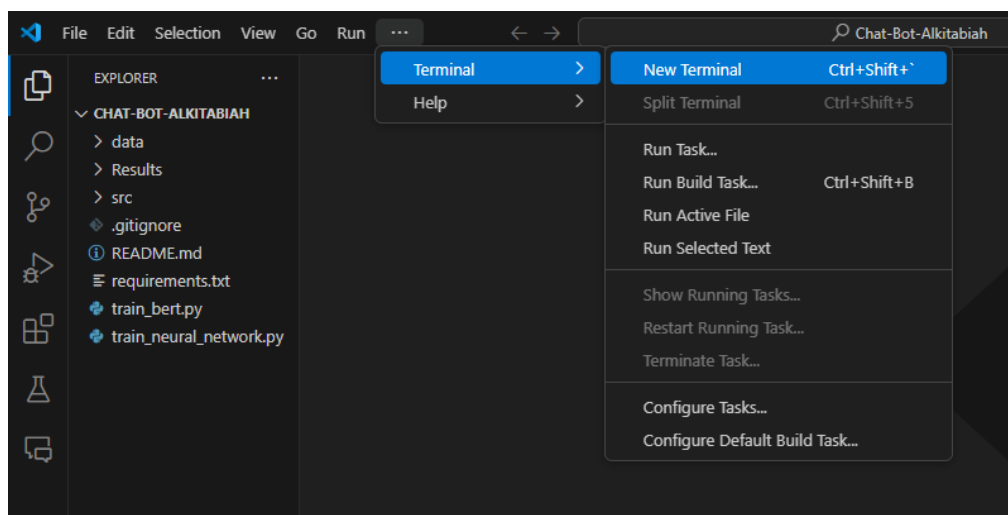 File Edit Selection View Go Run ... Chat-Bot-Alkitabiah
EXPLORER ...
CHAT-BOT-ALKITABIAH
data
Results
src
.gitignore
README.md
requirements.txt
train_bert.py
train_neural_network.py
Terminal
Help
New Terminal Ctrl+Shift+`
Split Terminal Ctrl+Shift+5
Run Task...
Run Build Task... Ctrl+Shift+B
Run Active File
Run Selected Text
Show Running Tasks...
Restart Running Task...
Terminate Task...
Configure Tasks...
Configure Default Build Task...